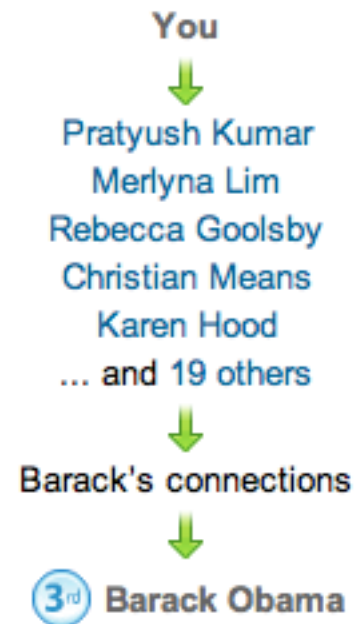 You
Pratyush Kumar
Merlyna Lim
Rebecca Goolsby
Christian Means
Karen Hood
... and 19 others
Barack's connections
3rd Barack Obama